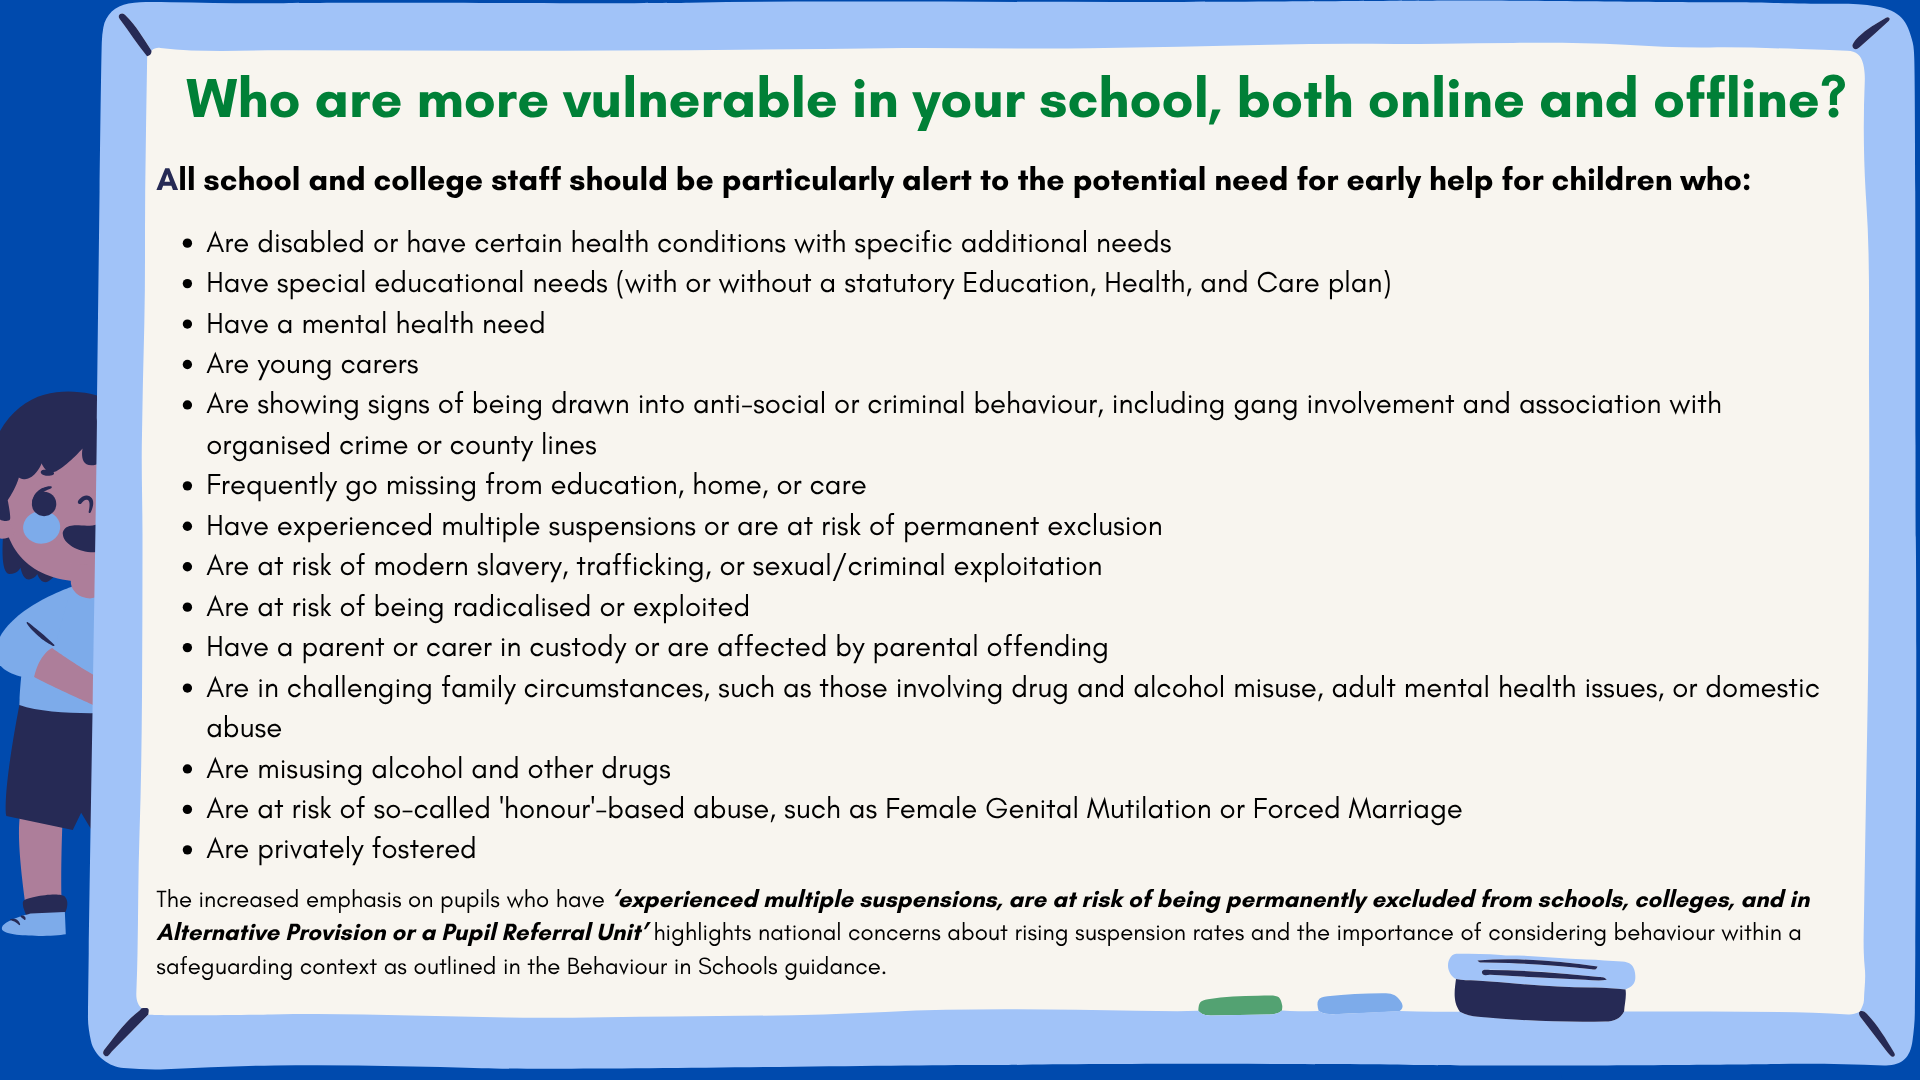 Who are more vulnerable in your school, both online and offline?
All school and college staff should be particularly alert to the potential need for early help for children who:
• Are disabled or have certain health conditions with specific additional needs
• Have special educational needs (with or without a statutory Education, Health, and Care plan)
• Have a mental health need
• Are young carers
• Are showing signs of being drawn into anti-social or criminal behaviour, including gang involvement and association with
organised crime or county lines
• Frequently go missing from education, home, or care
• Have experienced multiple suspensions or are at risk of permanent exclusion
• Are at risk of modern slavery, trafficking, or sexual/criminal exploitation
• Are at risk of being radicalised or exploited
• Have a parent or carer in custody or are affected by parental offending
• Are in challenging family circumstances, such as those involving drug and alcohol misuse, adult mental health issues, or domestic
abuse
• Are misusing alcohol and other drugs
• Are at risk of so-called 'honour'-based abuse, such as Female Genital Mutilation or Forced Marriage
• Are privately fostered
The increased emphasis on pupils who have ‘experienced multiple suspensions, are at risk of being permanently excluded from schools, colleges, and in
Alternative Provision or a Pupil Referral Unit’ highlights national concerns about rising suspension rates and the importance of considering behaviour within a
safeguarding context as outlined in the Behaviour in Schools guidance.